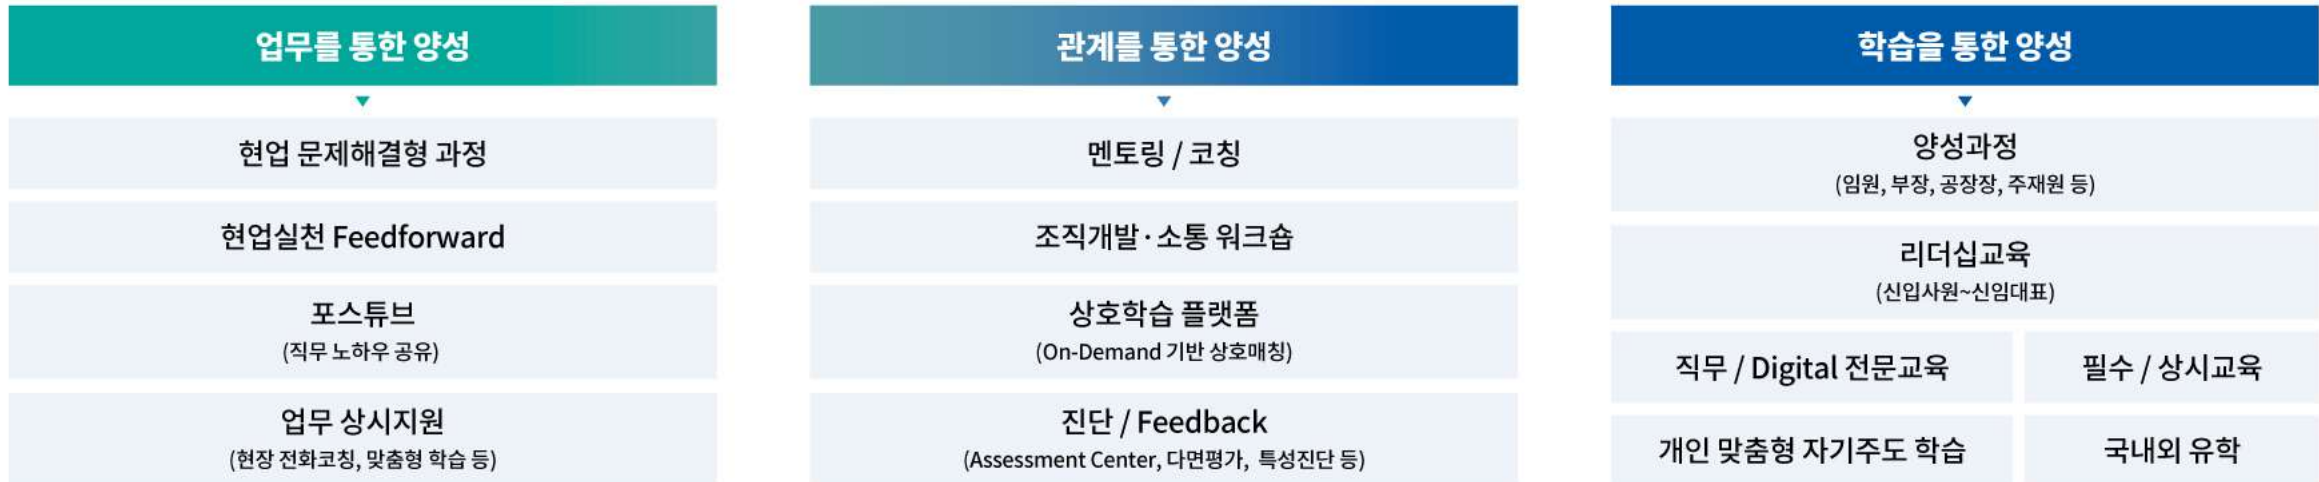 업무를 통한 양성
현업 문제해결형 과정
현업실천 Feedforward
포스튜브
(직무 노하우 공유)
업무 상시지원
(현장 전화코칭, 맞춤형 학습 등)
관계를 통한 양성
멘토링 / 코칭
조직개발 · 소통 워크숍
상호학습 플랫폼
(On-Demand 기반 상호매칭)
진단 / Feedback
(Assessment Center, 다면평가, 특성진단 등)
학습을 통한 양성
양성과정
(임원, 부장, 공장장, 주재원 등)
리더십교육
(신입사원~신임대표)
직무 / Digital 전문교육
필수 / 상시교육
개인 맞춤형 자기주도 학습
국내외 유학